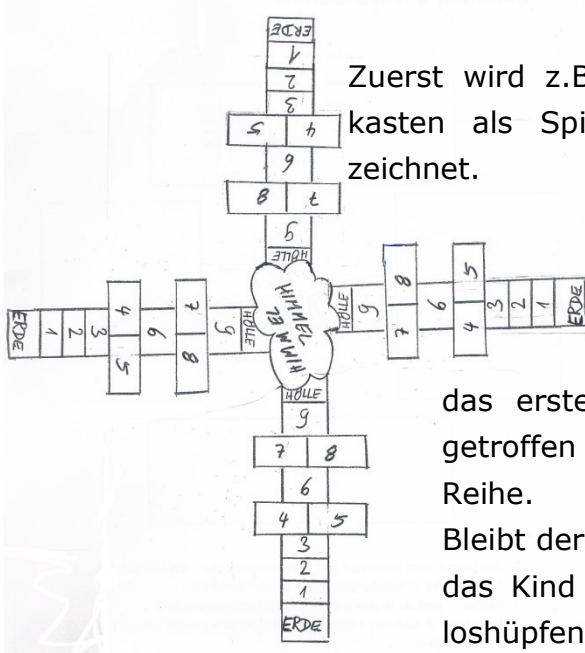 ERDE
1
2
3
5 4
6
8 7
9
HÖLLE
Zuerst wird z.B
kasten als Spi
zeichnet.
ERDE 1 2 3 4 5 6 7 8 9 HÖLLE
HIMMEL
HIMMEL
HÖLLE 9 8 7 6 5 4 3 2 1 ERDE
HÖLLE
9
7 8
6
4 5
3
2
1
ERDE
das erste
getroffen
Reihe.
Bleibt der
das Kind
loshüpfen